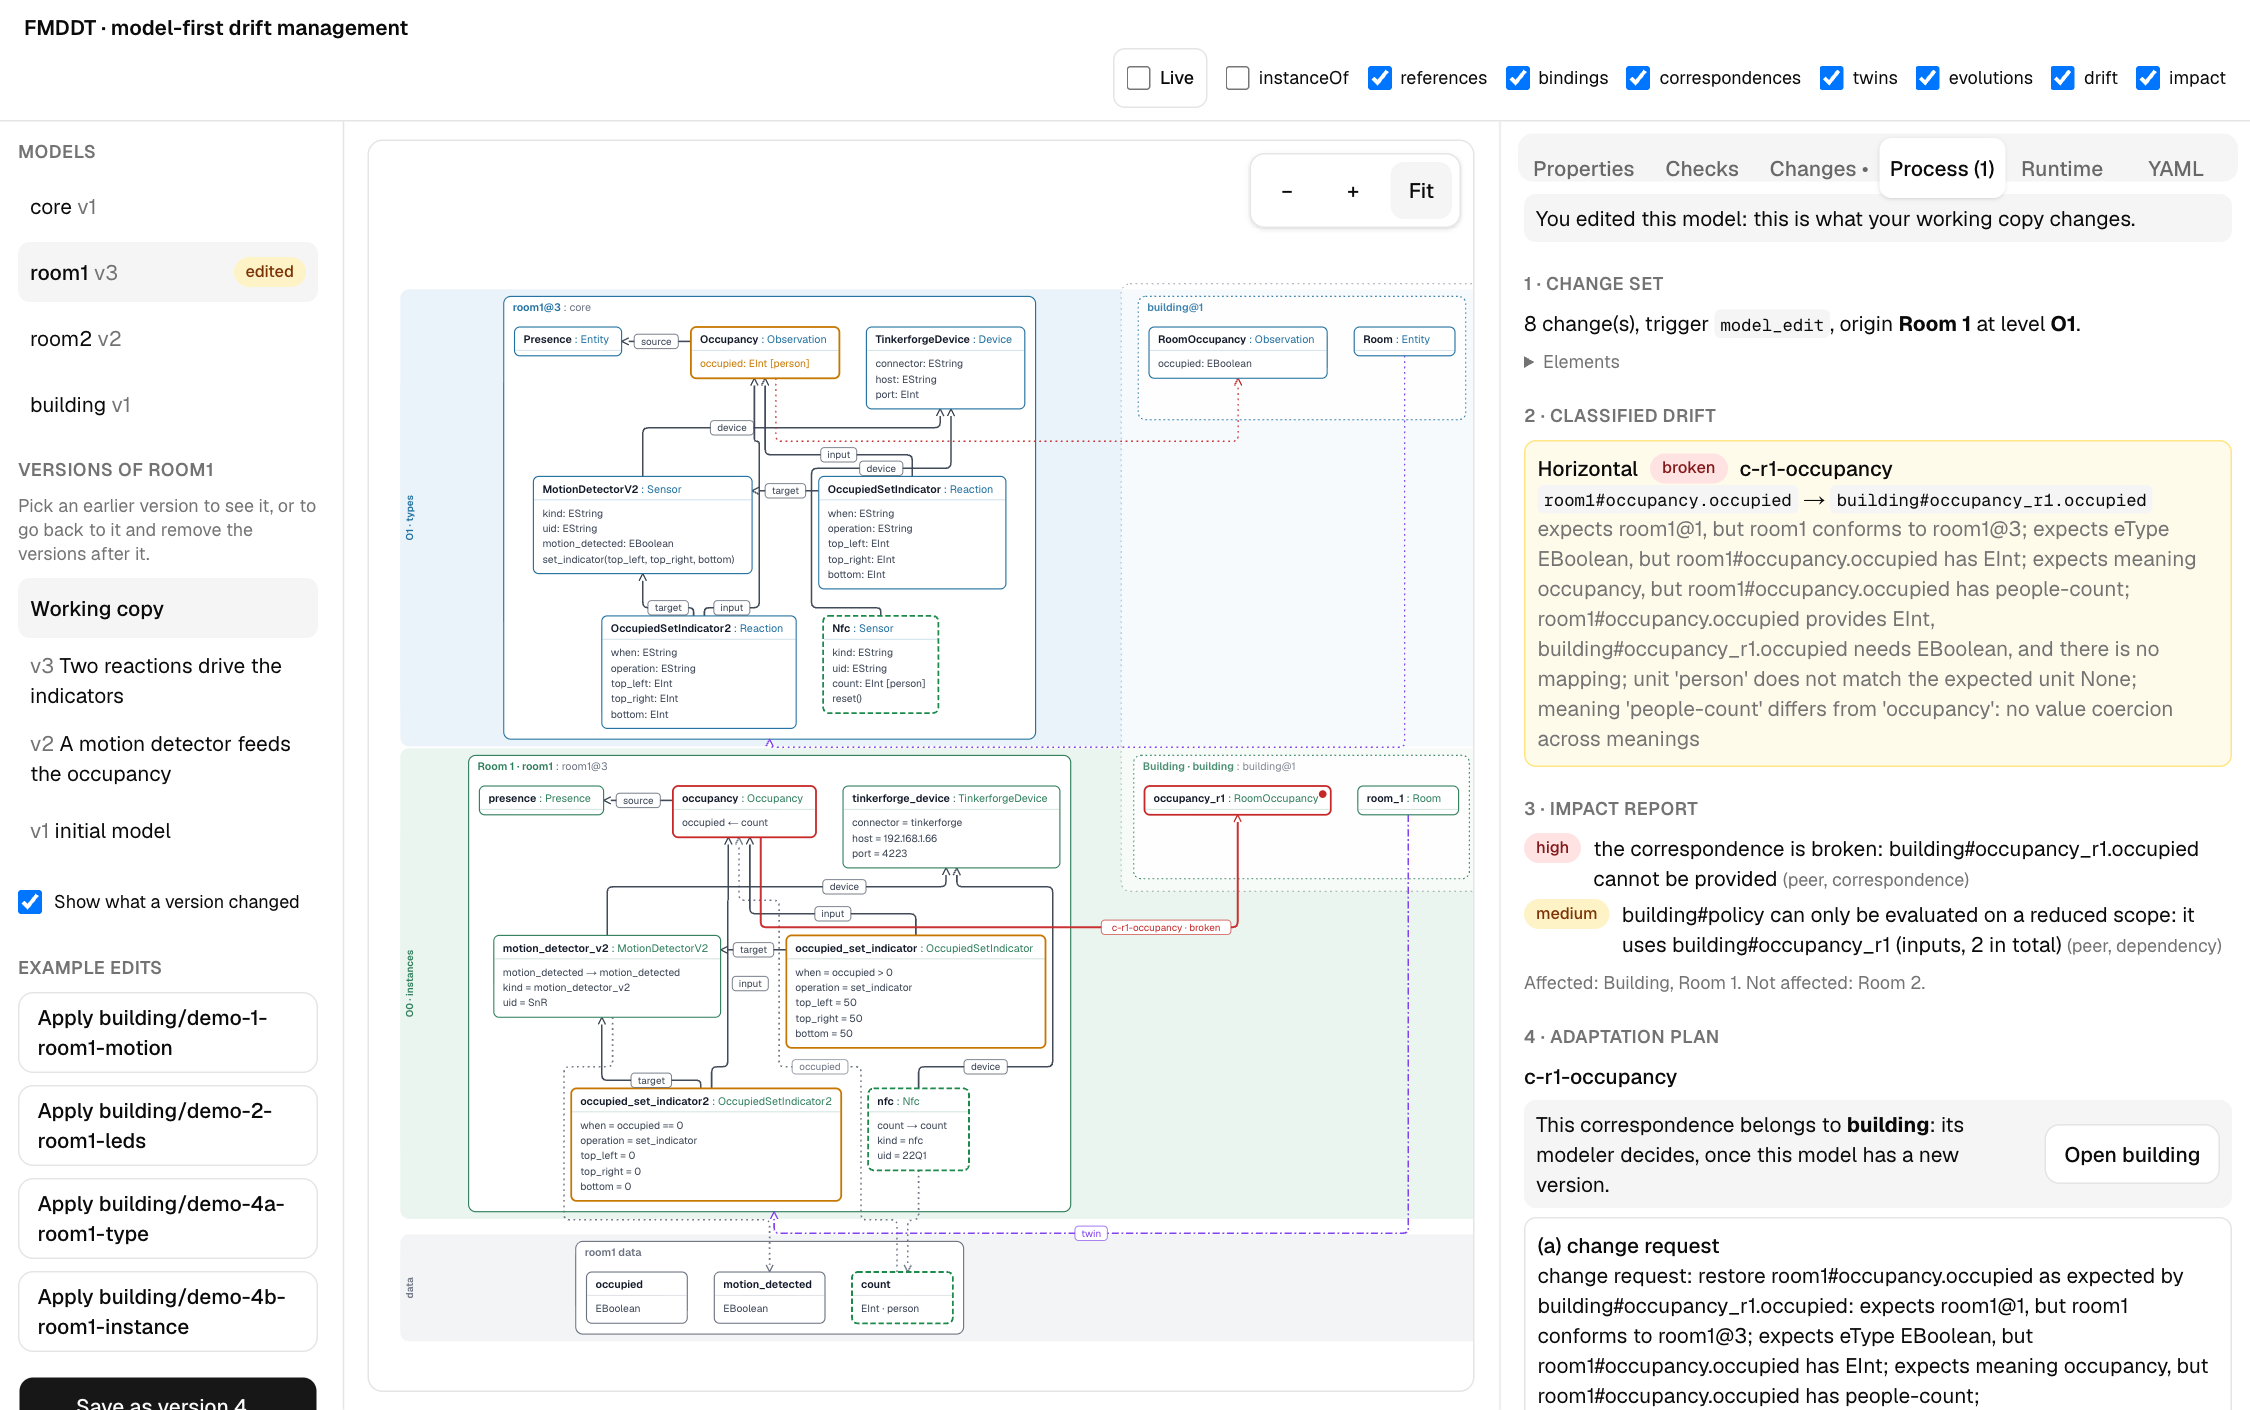 FMDDT · model-first drift management
Live
instanceOf
references
bindings
correspondences
twins
evolutions
drift
impact
MODELS
core v1
room1 v3
edited
room2 v2
building v1
VERSIONS OF ROOM1
Pick an earlier version to see it, or to
go back to it and remove the
versions after it.
Working copy
v3 Two reactions drive the
indicators
v2 A motion detector feeds
the occupancy
v1 initial model
Show what a version changed
EXAMPLE EDITS
Apply building/demo-1-
room1-motion
Apply building/demo-2-
room1-leds
Apply building/demo-4a-
room1-type
Apply building/demo-4b-
room1-instance
Save as version 4
−
+
Fit
O1 · types
room1@3 : core
Presence : Entity
source
Occupancy : Observation
occupied: EInt [person]
TinkerforgeDevice : Device
connector: EString
host: EString
port: EInt
device
input
device
MotionDetectorV2 : Sensor
kind: EString
uid: EString
motion_detected: EBoolean
set_indicator(top_left, top_right, bottom)
target
OccupiedSetIndicator : Reaction
when: EString
operation: EString
top_left: EInt
top_right: EInt
bottom: EInt
target
input
OccupiedSetIndicator2 : Reaction
when: EString
operation: EString
top_left: EInt
top_right: EInt
bottom: EInt
Nfc : Sensor
kind: EString
uid: EString
count: EInt [person]
reset()
building@1
RoomOccupancy : Observation
occupied: EBoolean
Room : Entity
O0 · instances
Room 1 · room1 : room1@3
presence : Presence
source
occupancy : Occupancy
occupied ← count
tinkerforge_device : TinkerforgeDevice
connector = tinkerforge
host = 192.168.1.66
port = 4223
device
input
c-r1-occupancy · broken
motion_detector_v2 : MotionDetectorV2
motion_detected → motion_detected
kind = motion_detector_v2
uid = SnR
target
input
occupied_set_indicator : OccupiedSetIndicator
when = occupied > 0
operation = set_indicator
top_left = 50
top_right = 50
bottom = 50
occupied
device
target
occupied_set_indicator2 : OccupiedSetIndicator2
when = occupied == 0
operation = set_indicator
top_left = 0
top_right = 0
bottom = 0
nfc : Nfc
count → count
kind = nfc
uid = 22Q1
Building · building : building@1
occupancy_r1 : RoomOccupancy
room_1 : Room
twin
data
room1 data
occupied
EBoolean
motion_detected
EBoolean
count
EInt · person
Properties
Checks
Changes •
Process (1)
Runtime
YAML
You edited this model: this is what your working copy changes.
1 · CHANGE SET
8 change(s), trigger model_edit, origin Room 1 at level O1.
▶ Elements
2 · CLASSIFIED DRIFT
Horizontal broken c-r1-occupancy
room1#occupancy.occupied → building#occupancy_r1.occupied
expects room1@1, but room1 conforms to room1@3; expects eType
EBoolean, but room1#occupancy.occupied has EInt; expects meaning
occupancy, but room1#occupancy.occupied has people-count;
room1#occupancy.occupied provides EInt,
building#occupancy_r1.occupied needs EBoolean, and there is no
mapping; unit 'person' does not match the expected unit None;
meaning 'people-count' differs from 'occupancy': no value coercion
across meanings
3 · IMPACT REPORT
high the correspondence is broken: building#occupancy_r1.occupied
cannot be provided (peer, correspondence)
medium building#policy can only be evaluated on a reduced scope: it
uses building#occupancy_r1 (inputs, 2 in total) (peer, dependency)
Affected: Building, Room 1. Not affected: Room 2.
4 · ADAPTATION PLAN
c-r1-occupancy
This correspondence belongs to building: its
modeler decides, once this model has a new
version.
Open building
(a) change request
change request: restore room1#occupancy.occupied as expected by
building#occupancy_r1.occupied: expects room1@1, but room1
conforms to room1@3; expects eType EBoolean, but
room1#occupancy.occupied has EInt; expects meaning occupancy, but
room1#occupancy.occupied has people-count;